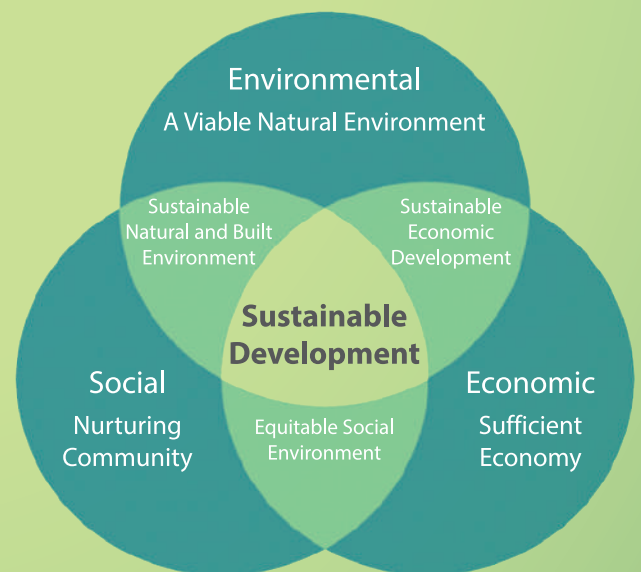 Environmental
A Viable Natural Environment
Sustainable
Natural and Built
Environment
Sustainable
Economic
Development
Sustainable
Development
Social
Nurturing
Community
Equitable Social
Environment
Economic
Sufficient
Economy